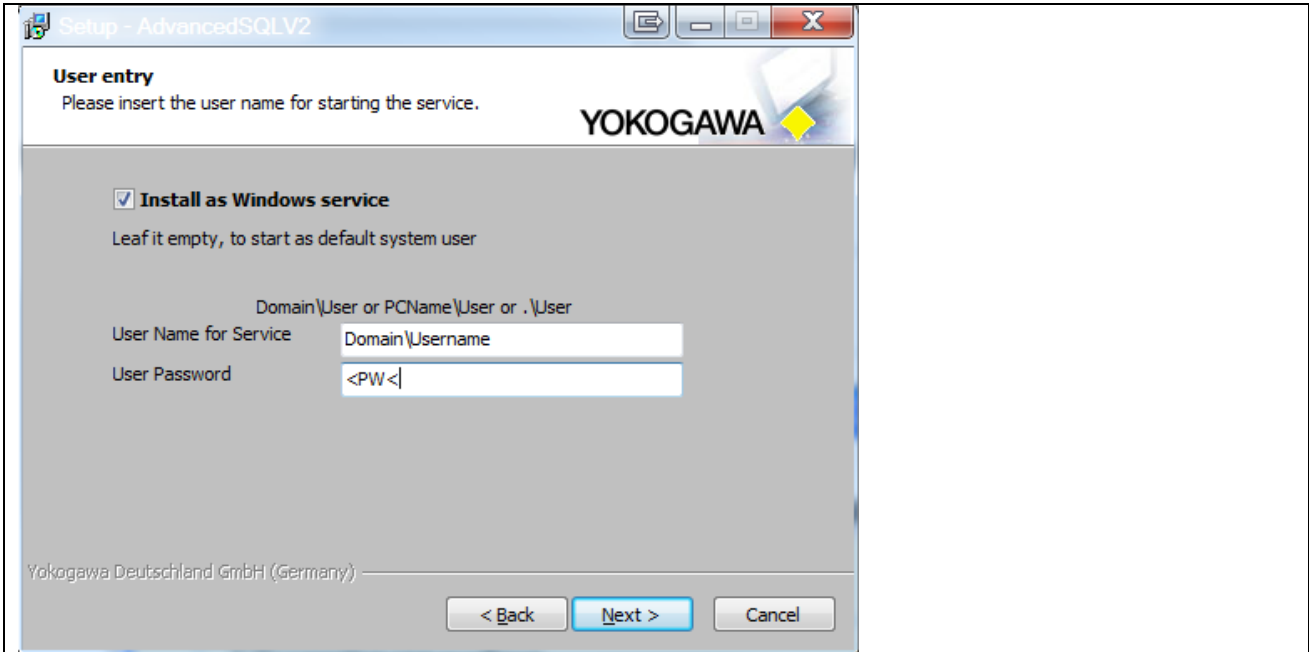 Setup - AdvancedSQLV2
User entry
Please insert the user name for starting the service.
YOKOGAWA
Install as Windows service
Leaf it empty, to start as default system user
Domain\User or PCName\User or .\User
User Name for Service Domain\Username
User Password <PW<
Yokogawa Deutschland GmbH (Germany)
< Back Next > Cancel